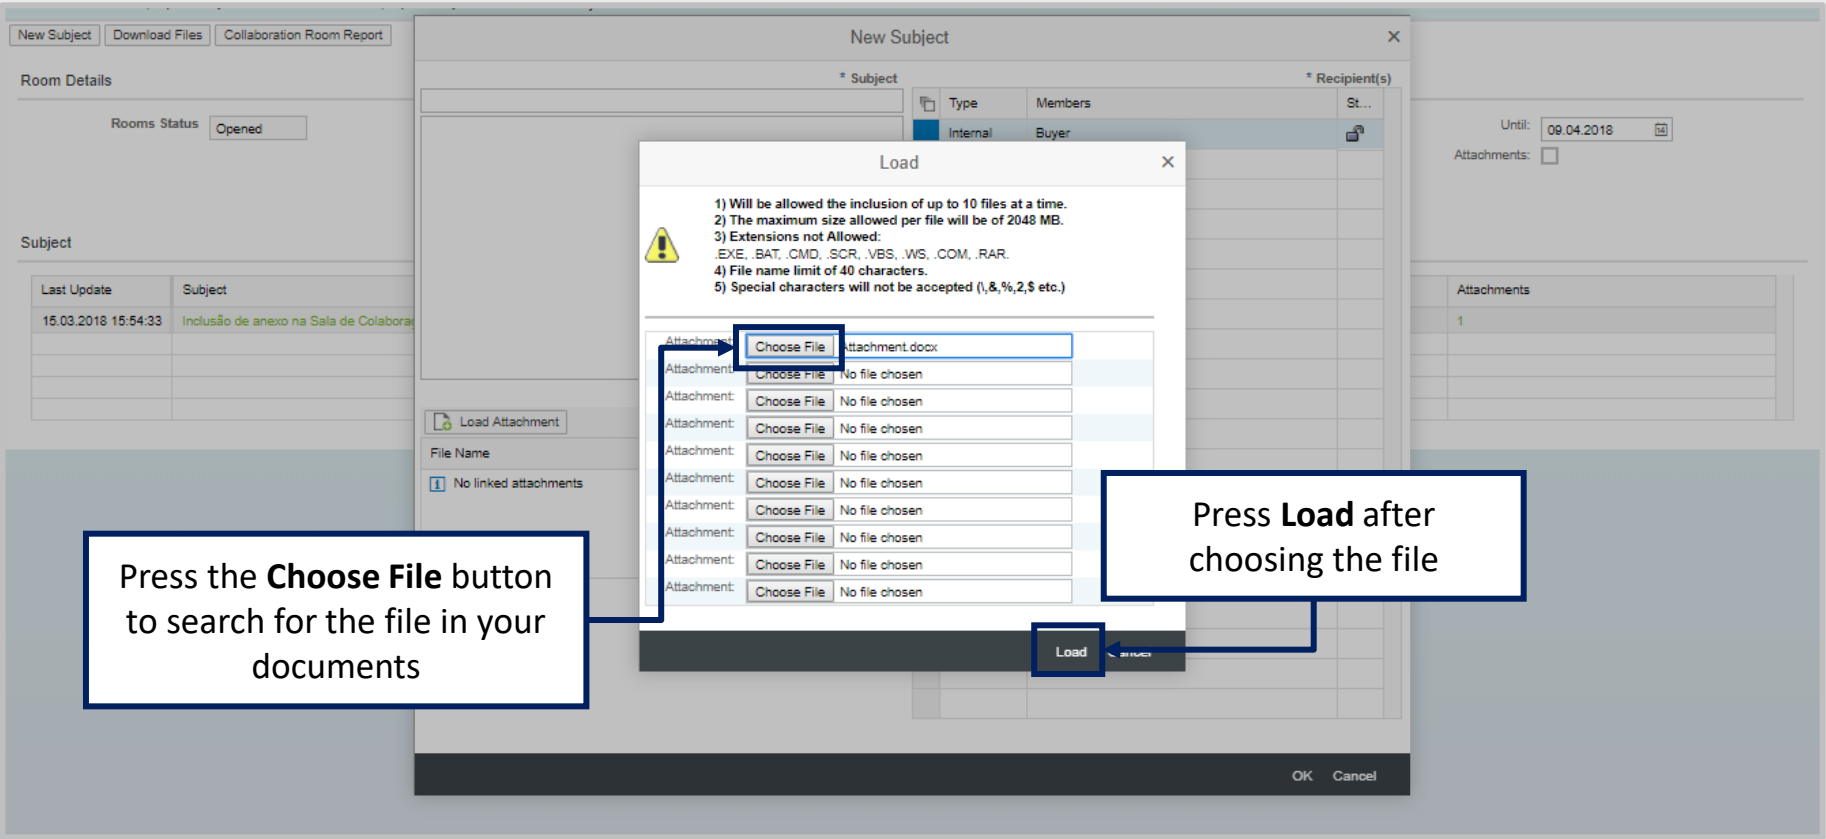 New Subject Download Files Collaboration Room Report
New Subject
Room Details
* Subject
* Recipient(s)
Type Members St...
Rooms Status Opened
Internal Buyer
Until: 09.04.2018
Attachments:
Load
1) Will be allowed the inclusion of up to 10 files at a time.
2) The maximum size allowed per file will be of 2048 MB.
3) Extensions not Allowed:
.EXE, .BAT, .CMD, .SCR, .VBS, .WS, .COM, .RAR.
4) File name limit of 40 characters.
5) Special characters will not be accepted (\,&,%,2,$ etc.)
Subject
Last Update Subject
Attachments
15.03.2018 15:54:33 Inclusão de anexo na Sala de Colaboraç
1
Attachment: Choose File Attachment.docx
Attachment: Choose File No file chosen
Attachment: Choose File No file chosen
Attachment: Choose File No file chosen
Attachment: Choose File No file chosen
Attachment: Choose File No file chosen
Attachment: Choose File No file chosen
Attachment: Choose File No file chosen
Attachment: Choose File No file chosen
Attachment: Choose File No file chosen
Load Attachment
File Name
No linked attachments
Load Cancel
Press the Choose File button
to search for the file in your
documents
Press Load after
choosing the file
OK Cancel